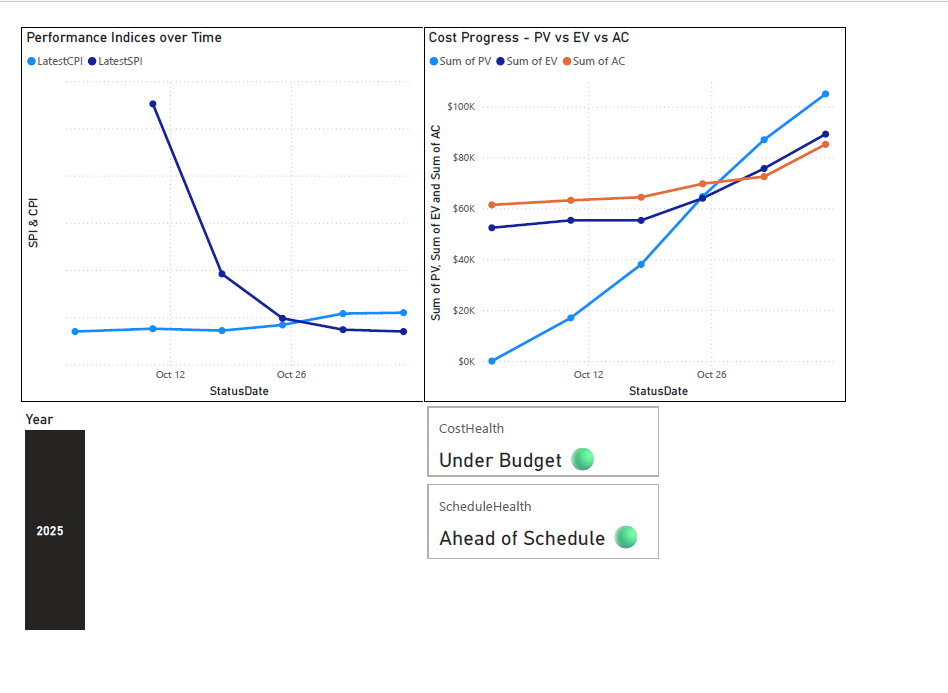 Performance Indices over Time
LatestCPI LatestSPI
SPI & CPI
Oct 12 Oct 26
StatusDate
Cost Progress - PV vs EV vs AC
Sum of PV Sum of EV Sum of AC
Sum of PV, Sum of EV and Sum of AC
$100K
$80K
$60K
$40K
$20K
$0K
Oct 12 Oct 26
StatusDate
Year
2025
CostHealth
Under Budget
ScheduleHealth
Ahead of Schedule